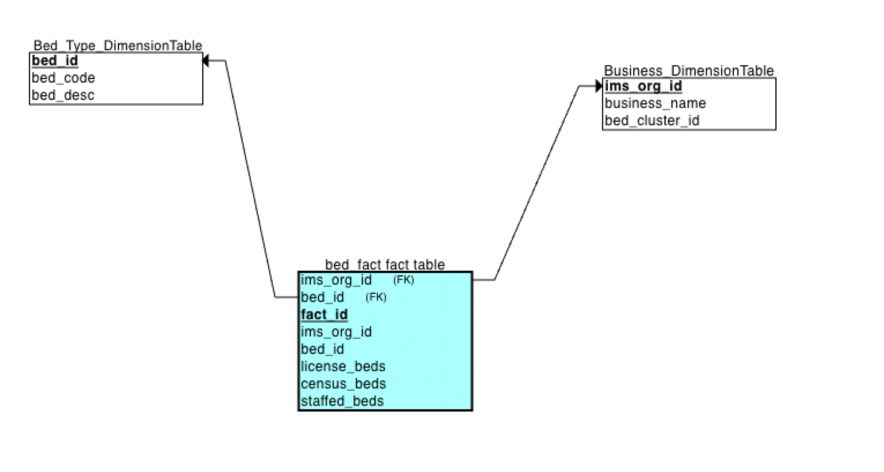 Bed_Type_DimensionTable
bed_id
bed_code
bed_desc
Business_DimensionTable
ims_org_id
business_name
bed_cluster_id
bed_fact fact table
ims_org_id (FK)
bed_id (FK)
fact_id
ims_org_id
bed_id
license_beds
census_beds
staffed_beds